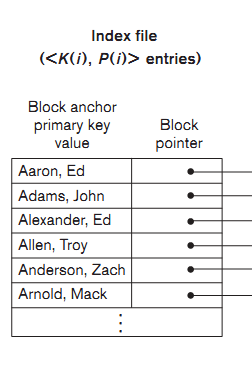 Index file
(<K(i), P(i)> entries)
Block anchor
primary key
value
Block
pointer
Aaron, Ed
Adams, John
Alexander, Ed
Allen, Troy
Anderson, Zach
Arnold, Mack
⋮